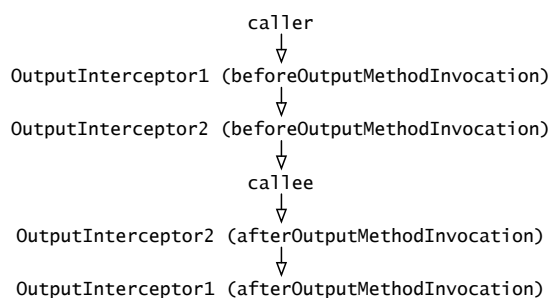 caller
OutputInterceptor1 (beforeOutputMethodInvocation)
OutputInterceptor2 (beforeOutputMethodInvocation)
callee
OutputInterceptor2 (afterOutputMethodInvocation)
OutputInterceptor1 (afterOutputMethodInvocation)